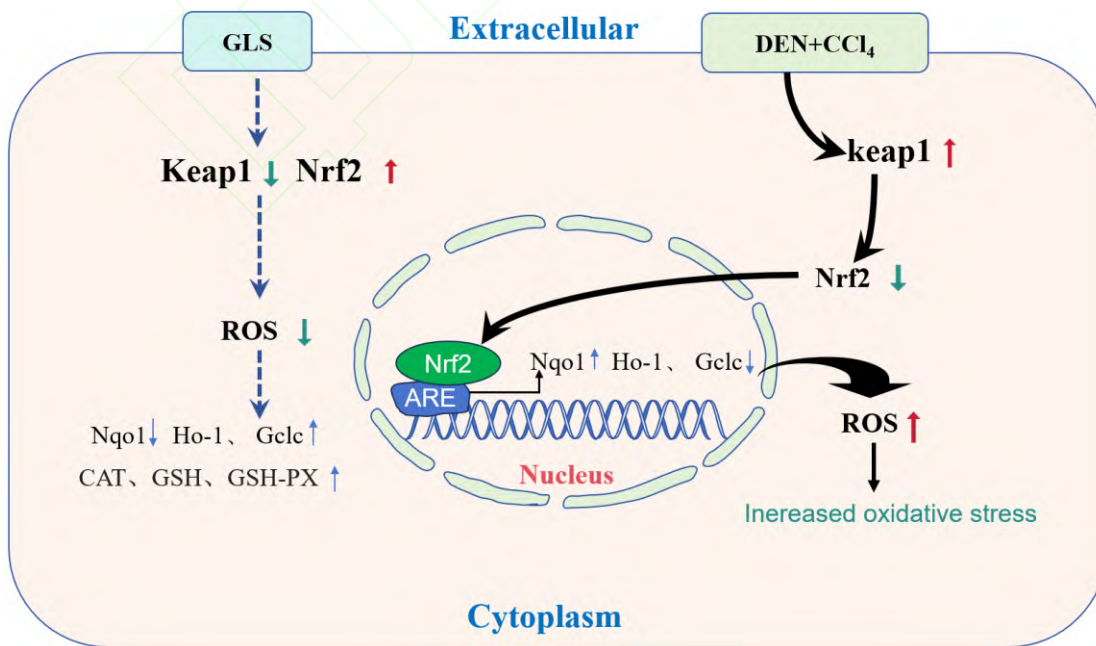 Extracellular
GLS
DEN+CCl₄
Keap1 ↓ Nrf2 ↑
keap1 ↑
Nrf2 ↓
ROS ↓
Nrf2
ARE
Nqo1↑ Ho-1、 Gclc↓
ROS ↑
Nqo1↓ Ho-1、 Gclc↑
CAT、GSH、GSH-PX ↑
Nucleus
Inereased oxidative stress
Cytoplasm